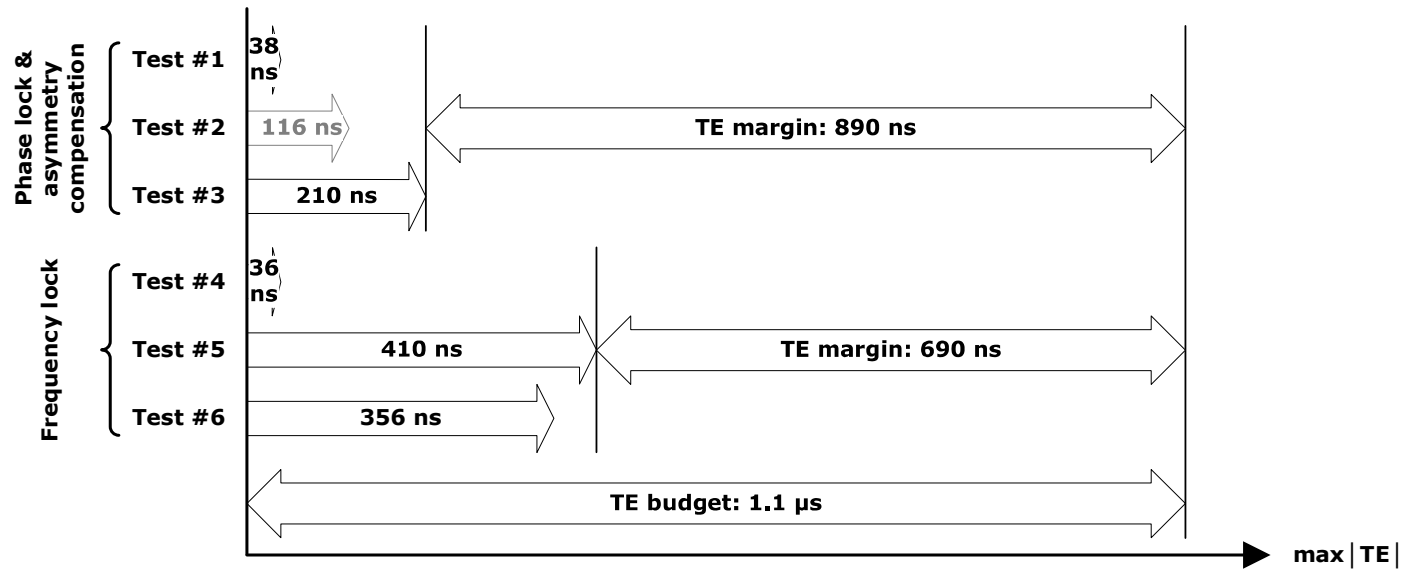 Phase lock &
asymmetry
compensation
Test #1
38
ns
Test #2
116 ns
TE margin: 890 ns
Test #3
210 ns
Frequency lock
Test #4
36
ns
Test #5
410 ns
TE margin: 690 ns
Test #6
356 ns
TE budget: 1.1 µs
max|TE|